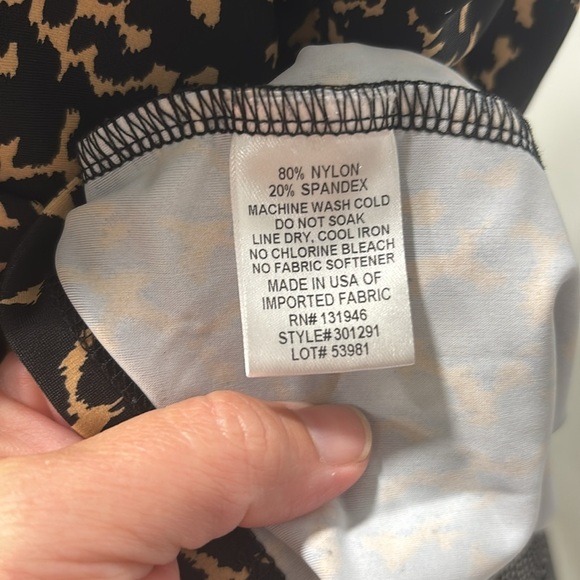 80% NYLON
20% SPANDEX
MACHINE WASH COLD
DO NOT SOAK
LINE DRY, COOL IRON
NO CHLORINE BLEACH
NO FABRIC SOFTENER
MADE IN USA OF
IMPORTED FABRIC
RN# 131946
STYLE#301291
LOT# 53981